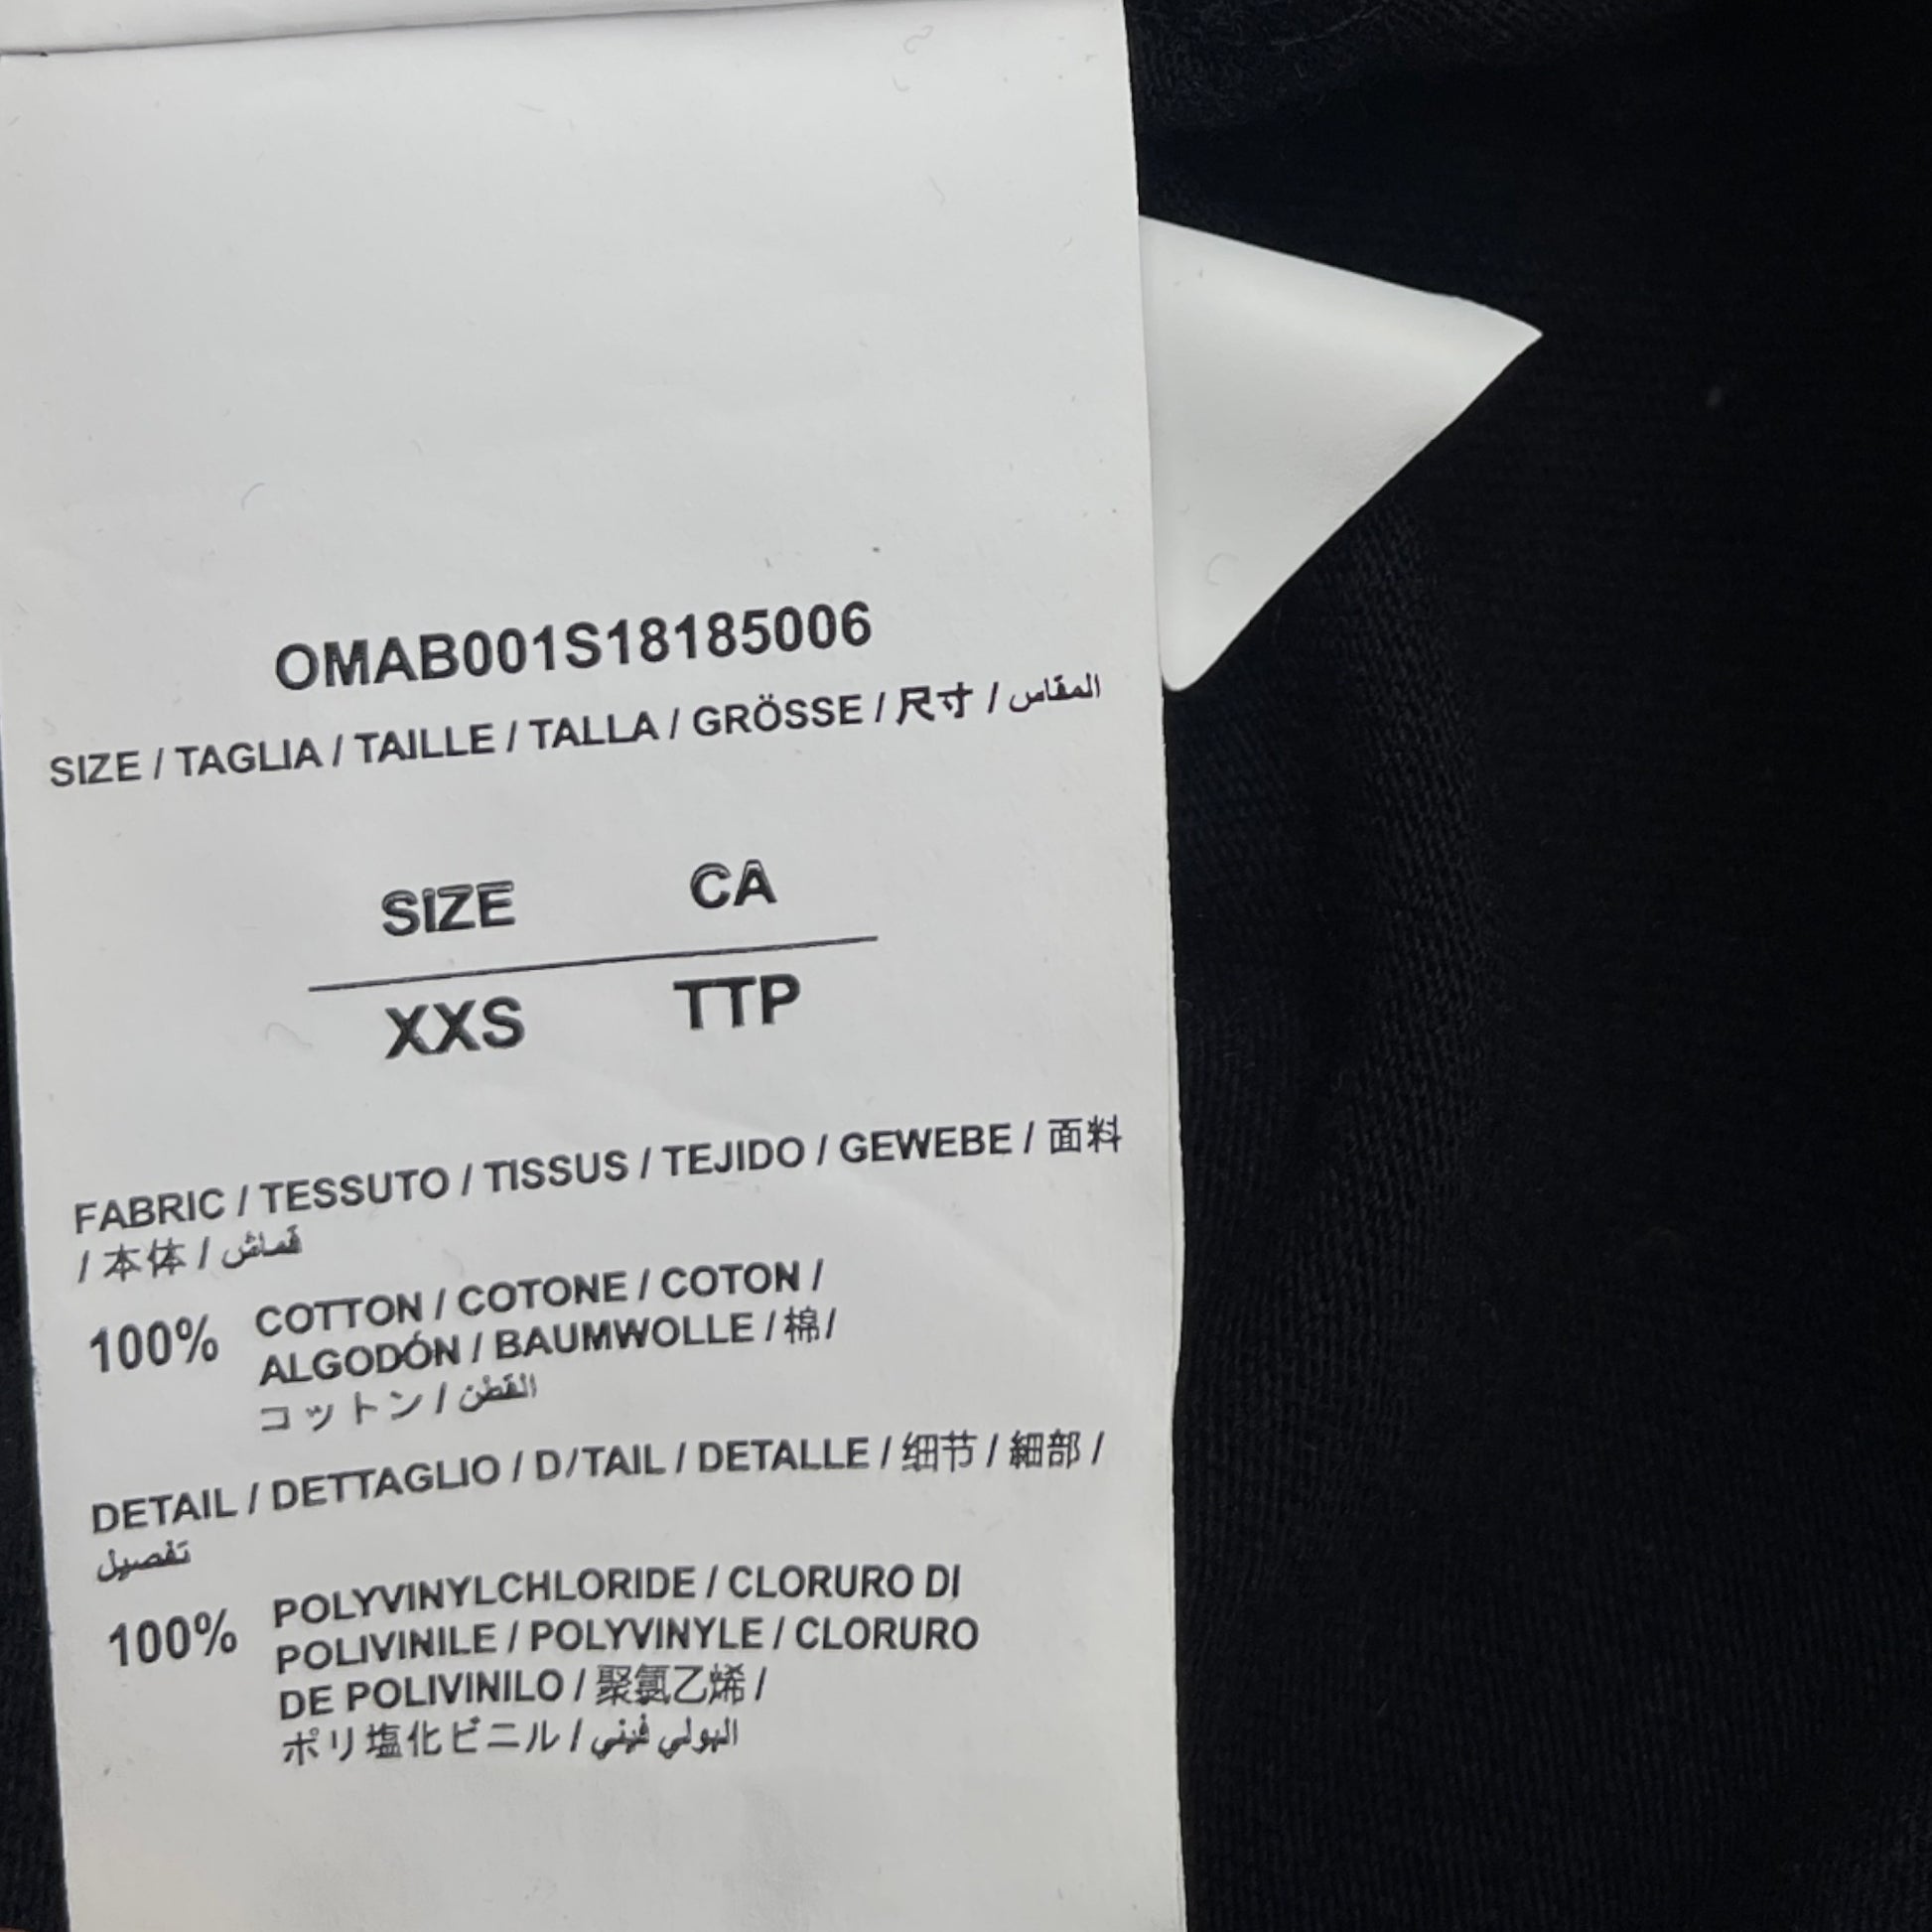 OMAB001S18185006
SIZE / TAGLIA / TAILLE / TALLA / GRÖSSE / 尺寸 / المقاس
SIZE CA
XXS TTP
FABRIC / TESSUTO / TISSUS / TEJIDO / GEWEBE / 面料
/ 本体 / قماش
100% COTTON / COTONE / COTON /
ALGODÓN / BAUMWOLLE / 棉/
コットン / القطن
DETAIL / DETTAGLIO / D/TAIL / DETALLE / 细节 / 細部 /
تفصيل
100% POLYVINYLCHLORIDE / CLORURO DI
POLIVINILE / POLYVINYLE / CLORURO
DE POLIVINILO / 聚氯乙烯 /
ポリ塩化ビニル / البولي فيني